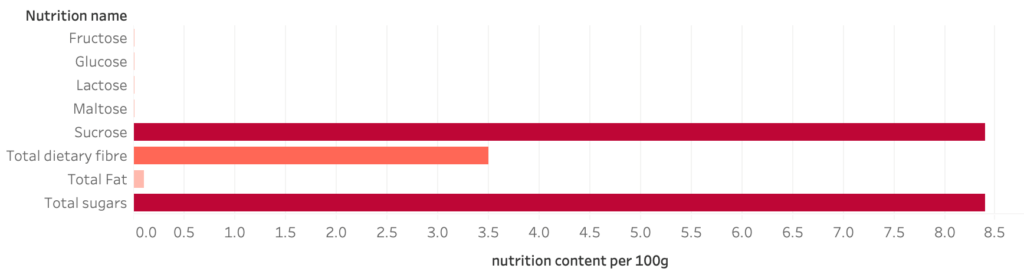 Nutrition name
Fructose
Glucose
Lactose
Maltose
Sucrose
Total dietary fibre
Total Fat
Total sugars
0.0 0.5 1.0 1.5 2.0 2.5 3.0 3.5 4.0 4.5 5.0 5.5 6.0 6.5 7.0 7.5 8.0 8.5
nutrition content per 100g